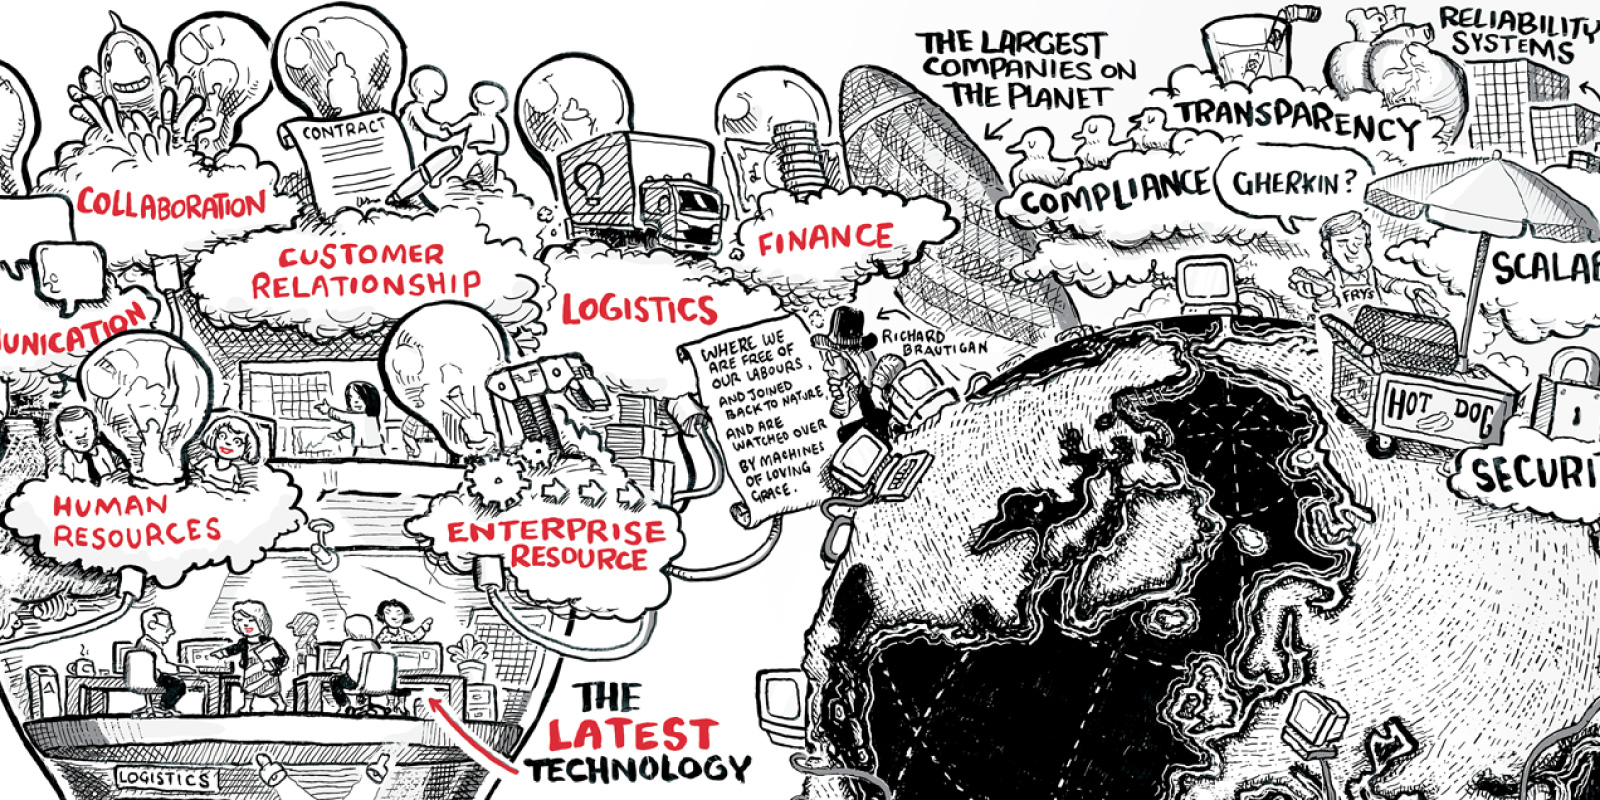 THE LARGEST
COMPANIES ON
THE PLANET
RELIABILITY
SYSTEMS
CONTRACT
TRANSPARENCY
COLLABORATION
COMPLIANCE
GHERKIN?
CUSTOMER
RELATIONSHIP
FINANCE
LOGISTICS
SCALAB
FRYS
UNICATION
RICHARD
BRAUTIGAN
WHERE WE
ARE FREE OF
OUR LABOURS,
AND JOINED
BACK TO NATURE,
AND ARE
WATCHED OVER
BY MACHINES
OF LOVING
GRACE.
HOT DOG
SECURI
HUMAN
RESOURCES
ENTERPRISE
RESOURCE
THE
LATEST
TECHNOLOGY
LOGISTICS